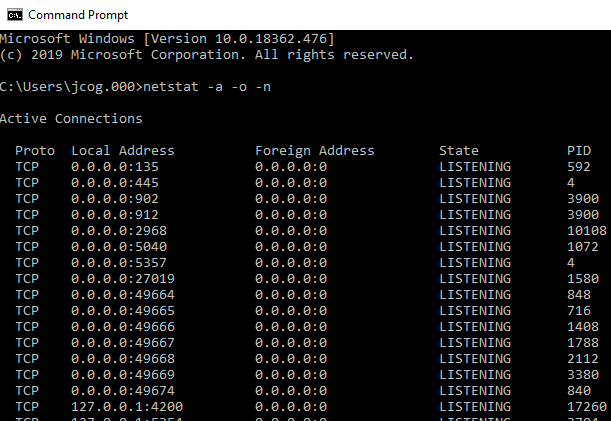 Command Prompt
Microsoft Windows [Version 10.0.18362.476]
(c) 2019 Microsoft Corporation. All rights reserved.
C:\Users\jcog.000>netstat -a -o -n
Active Connections
Proto Local Address Foreign Address State PID
TCP 0.0.0.0:135 0.0.0.0:0 LISTENING 592
TCP 0.0.0.0:445 0.0.0.0:0 LISTENING 4
TCP 0.0.0.0:902 0.0.0.0:0 LISTENING 3900
TCP 0.0.0.0:912 0.0.0.0:0 LISTENING 3900
TCP 0.0.0.0:2968 0.0.0.0:0 LISTENING 10108
TCP 0.0.0.0:5040 0.0.0.0:0 LISTENING 1072
TCP 0.0.0.0:5357 0.0.0.0:0 LISTENING 4
TCP 0.0.0.0:27019 0.0.0.0:0 LISTENING 1580
TCP 0.0.0.0:49664 0.0.0.0:0 LISTENING 848
TCP 0.0.0.0:49665 0.0.0.0:0 LISTENING 716
TCP 0.0.0.0:49666 0.0.0.0:0 LISTENING 1408
TCP 0.0.0.0:49667 0.0.0.0:0 LISTENING 1788
TCP 0.0.0.0:49668 0.0.0.0:0 LISTENING 2112
TCP 0.0.0.0:49669 0.0.0.0:0 LISTENING 3380
TCP 0.0.0.0:49674 0.0.0.0:0 LISTENING 840
TCP 127.0.0.1:4200 0.0.0.0:0 LISTENING 17260
TCP 0.0.0.0:0 LISTENING